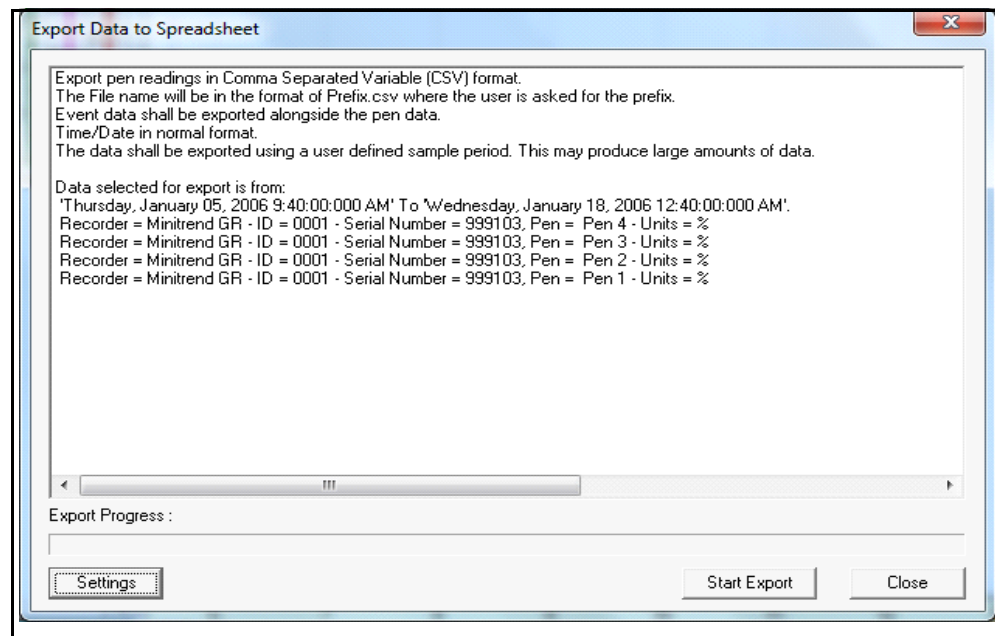 Export Data to Spreadsheet
Export pen readings in Comma Separated Variable (CSV) format.
The File name will be in the format of Prefix.csv where the user is asked for the prefix.
Event data shall be exported alongside the pen data.
Time/Date in normal format.
The data shall be exported using a user defined sample period. This may produce large amounts of data.
Data selected for export is from:
'Thursday, January 05, 2006 9:40:00:000 AM' To 'Wednesday, January 18, 2006 12:40:00:000 AM'.
Recorder = Minitrend GR - ID = 0001 - Serial Number = 999103, Pen = Pen 4 - Units = %
Recorder = Minitrend GR - ID = 0001 - Serial Number = 999103, Pen = Pen 3 - Units = %
Recorder = Minitrend GR - ID = 0001 - Serial Number = 999103, Pen = Pen 2 - Units = %
Recorder = Minitrend GR - ID = 0001 - Serial Number = 999103, Pen = Pen 1 - Units = %
Export Progress :
Settings
Start Export
Close